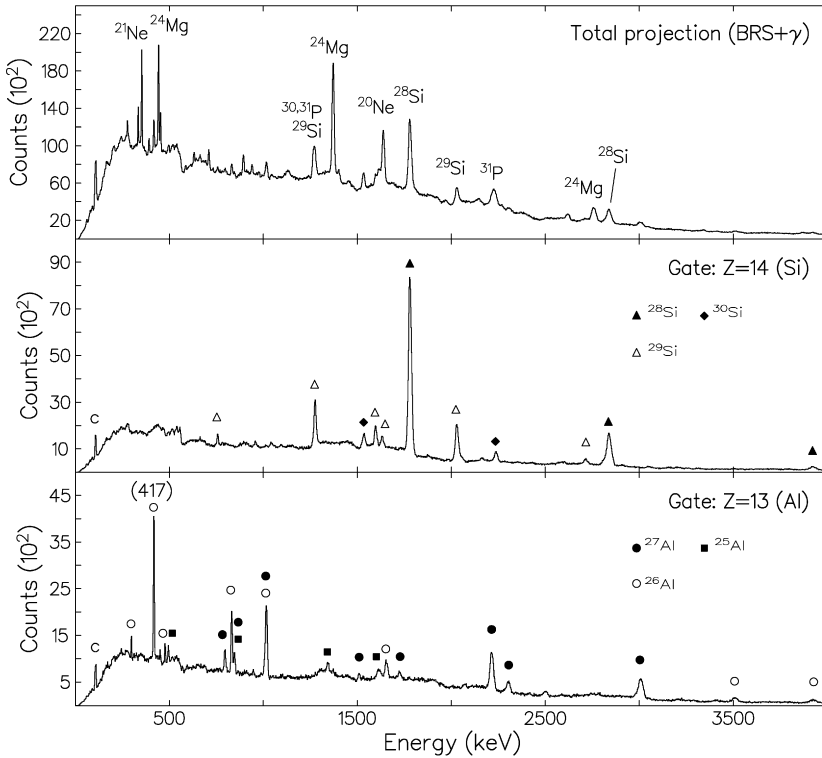 Total projection (BRS+γ)
Counts (10²)
220
180
140
100
60
20
²¹Ne
²⁴Mg
³⁰,³¹P
²⁹Si
²⁴Mg
²⁰Ne
²⁸Si
²⁹Si
³¹P
²⁴Mg
²⁸Si
Gate: Z=14 (Si)
Counts (10²)
90
70
50
30
10
c
▲ ²⁸Si ◆ ³⁰Si
△ ²⁹Si
Gate: Z=13 (Al)
Counts (10²)
45
35
25
15
5
(417)
c
● ²⁷Al ■ ²⁵Al
○ ²⁶Al
500 1500 2500 3500
Energy (keV)